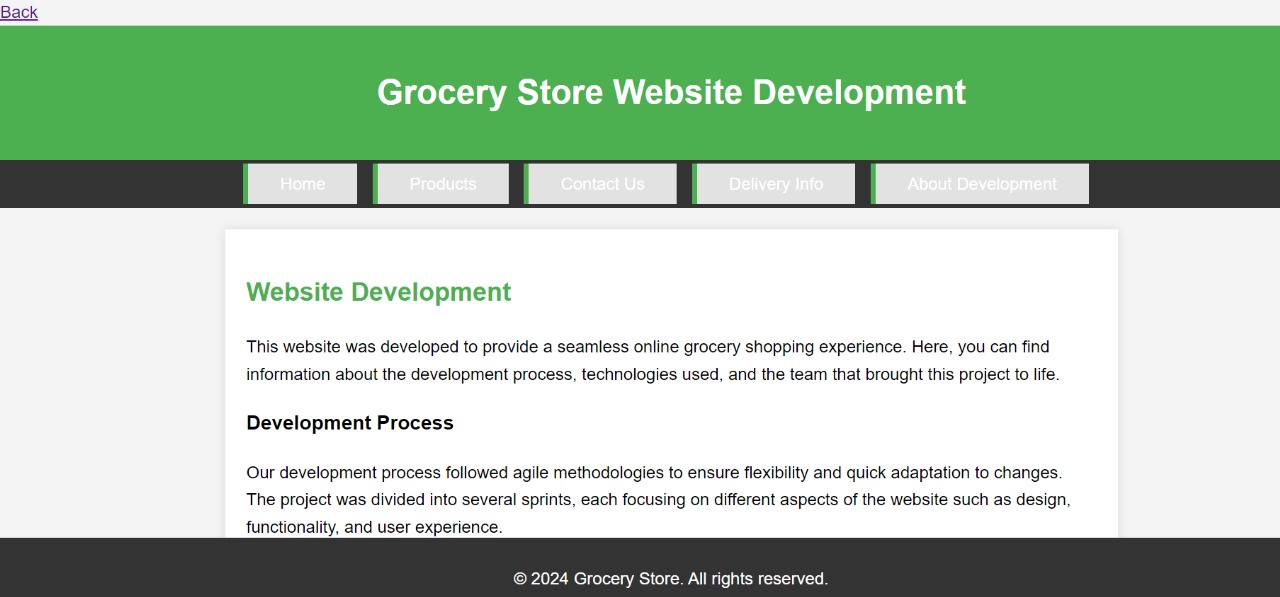 Back
Grocery Store Website Development
Home Products Contact Us Delivery Info About Development
Website Development
This website was developed to provide a seamless online grocery shopping experience. Here, you can find
information about the development process, technologies used, and the team that brought this project to life.
Development Process
Our development process followed agile methodologies to ensure flexibility and quick adaptation to changes.
The project was divided into several sprints, each focusing on different aspects of the website such as design,
functionality, and user experience.
© 2024 Grocery Store. All rights reserved.